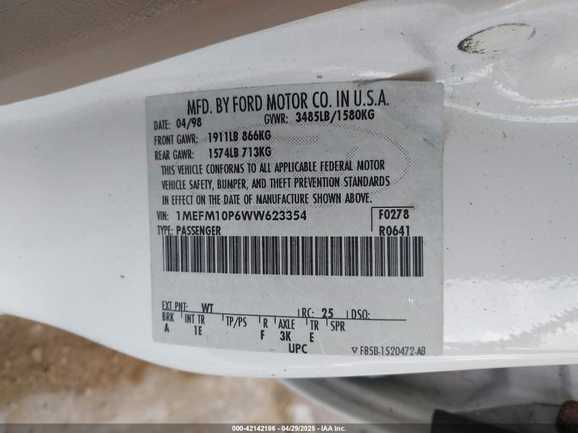 MFD. BY FORD MOTOR CO. IN U.S.A.
DATE: 04/98 GVWR: 3485LB/1580KG
FRONT GAWR: 1911LB 866KG
REAR GAWR: 1574LB 713KG
THIS VEHICLE CONFORMS TO ALL APPLICABLE FEDERAL MOTOR
VEHICLE SAFETY, BUMPER, AND THEFT PREVENTION STANDARDS
IN EFFECT ON THE DATE OF MANUFACTURE SHOWN ABOVE.
VIN: 1MEFM10P6WW623354 F0278
TYPE: PASSENGER R0641
EXT PNT: WT RC: 25 DSO:
BRK INT TR TP/PS R AXLE TR SPR
A 1E F 3K E
UPC
F85B-1520472-AB
000-42142186 04/29/2025